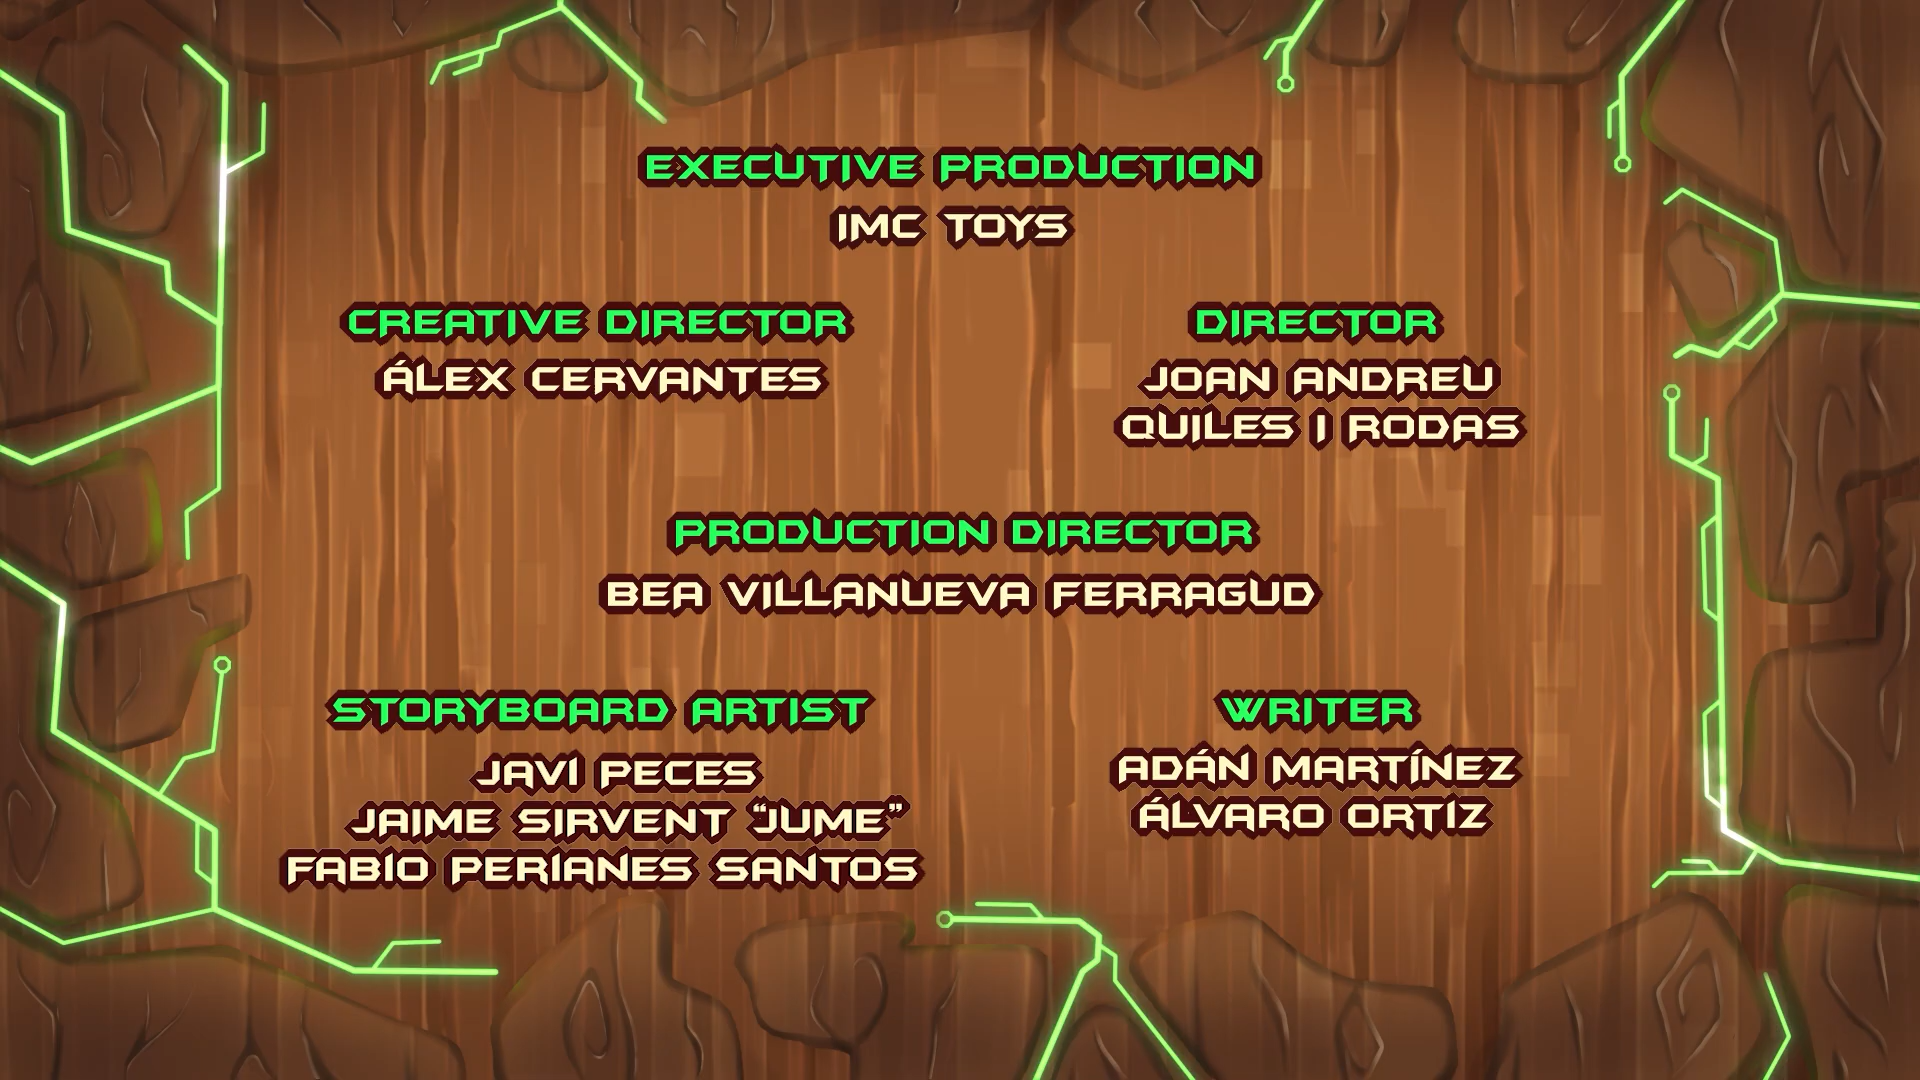 EXECUTIVE PRODUCTION
IMC TOYS
CREATIVE DIRECTOR
ÁLEX CERVANTES
DIRECTOR
JOAN ANDREU
QUILES I RODAS
PRODUCTION DIRECTOR
BEA VILLANUEVA FERRAGUD
STORYBOARD ARTIST
JAVI PECES
JAIME SIRVENT “JUME”
FABIO PERIANES SANTOS
WRITER
ADÁN MARTÍNEZ
ÁLVARO ORTIZ